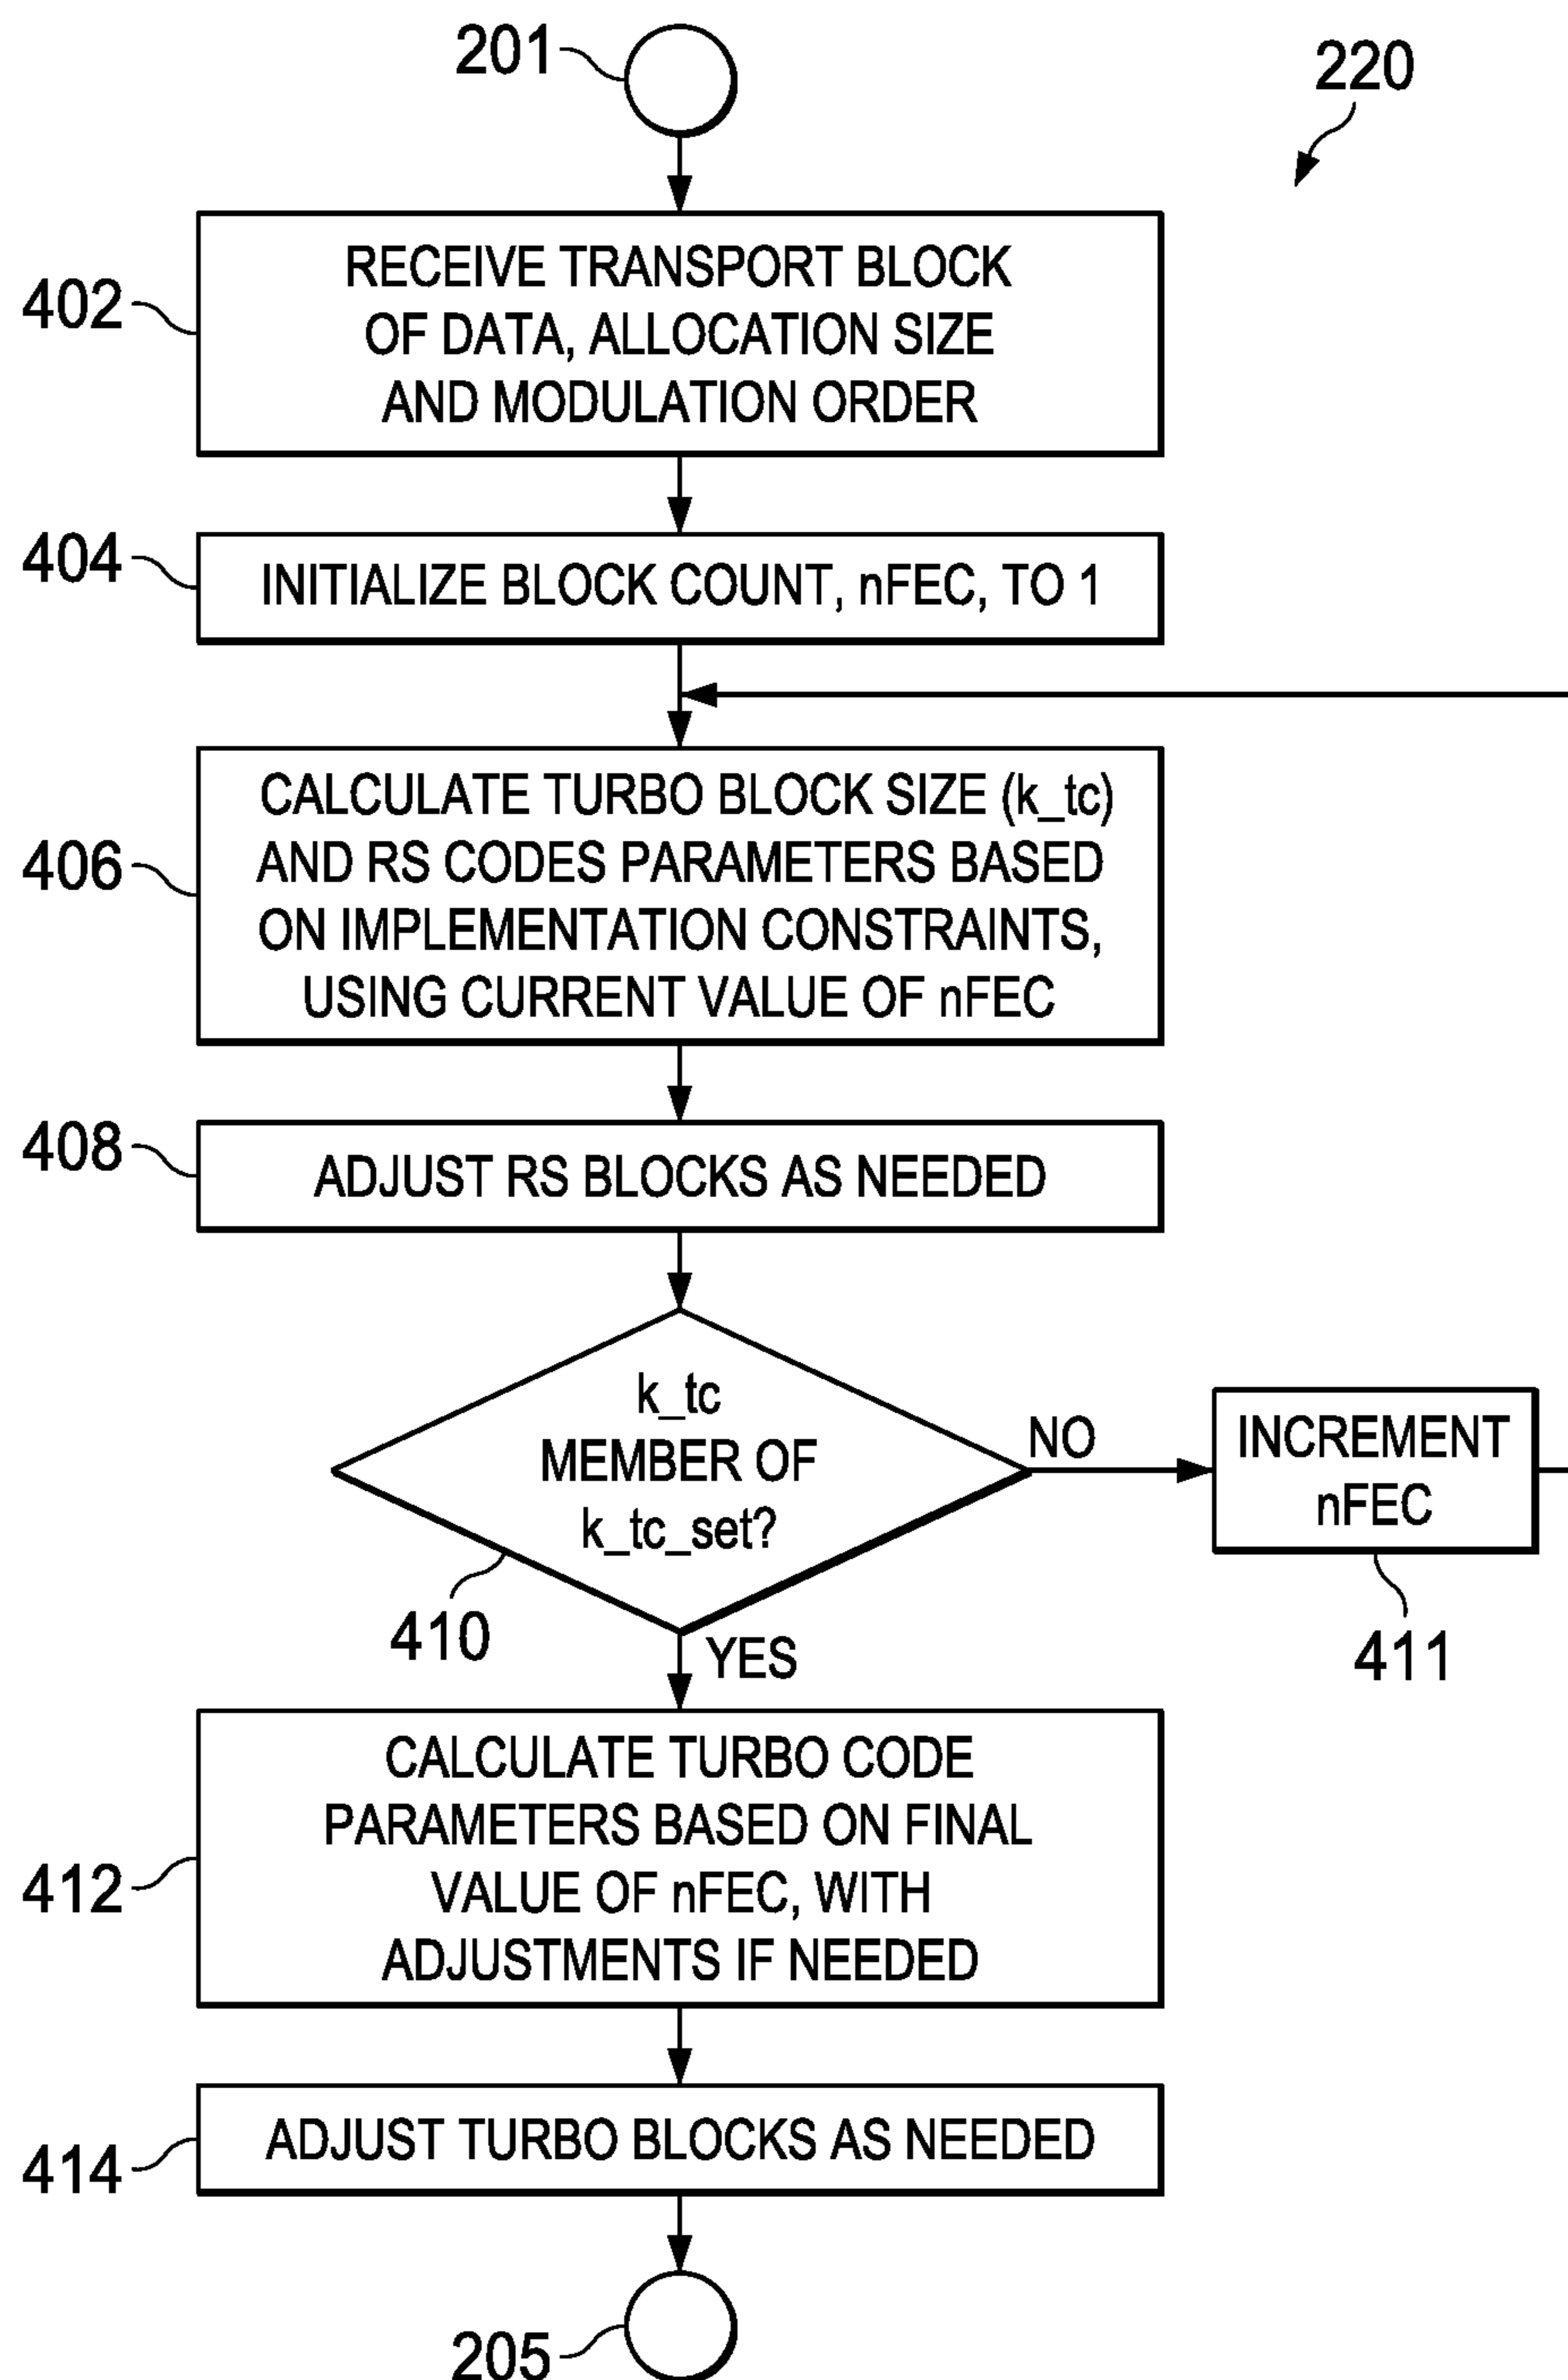 201
220
402
RECEIVE TRANSPORT BLOCK
OF DATA, ALLOCATION SIZE
AND MODULATION ORDER
404
INITIALIZE BLOCK COUNT, nFEC, TO 1
406
CALCULATE TURBO BLOCK SIZE (k_tc)
AND RS CODES PARAMETERS BASED
ON IMPLEMENTATION CONSTRAINTS,
USING CURRENT VALUE OF nFEC
408
ADJUST RS BLOCKS AS NEEDED
k_tc
MEMBER OF
k_tc_set?
410
NO
INCREMENT
nFEC
411
YES
412
CALCULATE TURBO CODE
PARAMETERS BASED ON FINAL
VALUE OF nFEC, WITH
ADJUSTMENTS IF NEEDED
414
ADJUST TURBO BLOCKS AS NEEDED
205